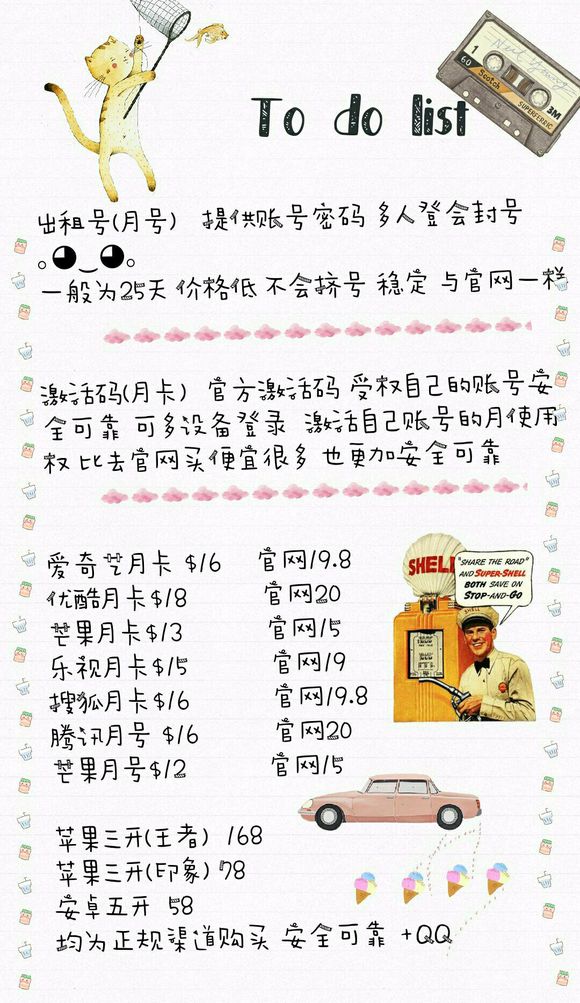 To do list
1
60
Scotch
SUPERFERRIC
3M
出租号(月号) 提供账号密码 多人登会封号
一般为25天 价格低 不会挤号 稳定 与官网一样
激活码(月卡) 官方激活码 受权自己的账号安
全可靠 可多设备登录 激活自己账号的月使用
权 比去官网买便宜很多 也更加安全可靠
爱奇艺月卡 $16 官网19.8
优酷月卡$18 官网20
芒果月卡$13 官网15
乐视月卡$15 官网19
搜狐月卡$16 官网19.8
腾讯月号 $16 官网20
芒果月号$12 官网15
SHELL
"SHARE THE ROAD"
AND SUPER-SHELL
BOTH SAVE ON
STOP-AND-GO
SHELL
苹果三开(王者) 168
苹果三开(印象) 78
安卓五开 58
均为正规渠道购买 安全可靠 +QQ